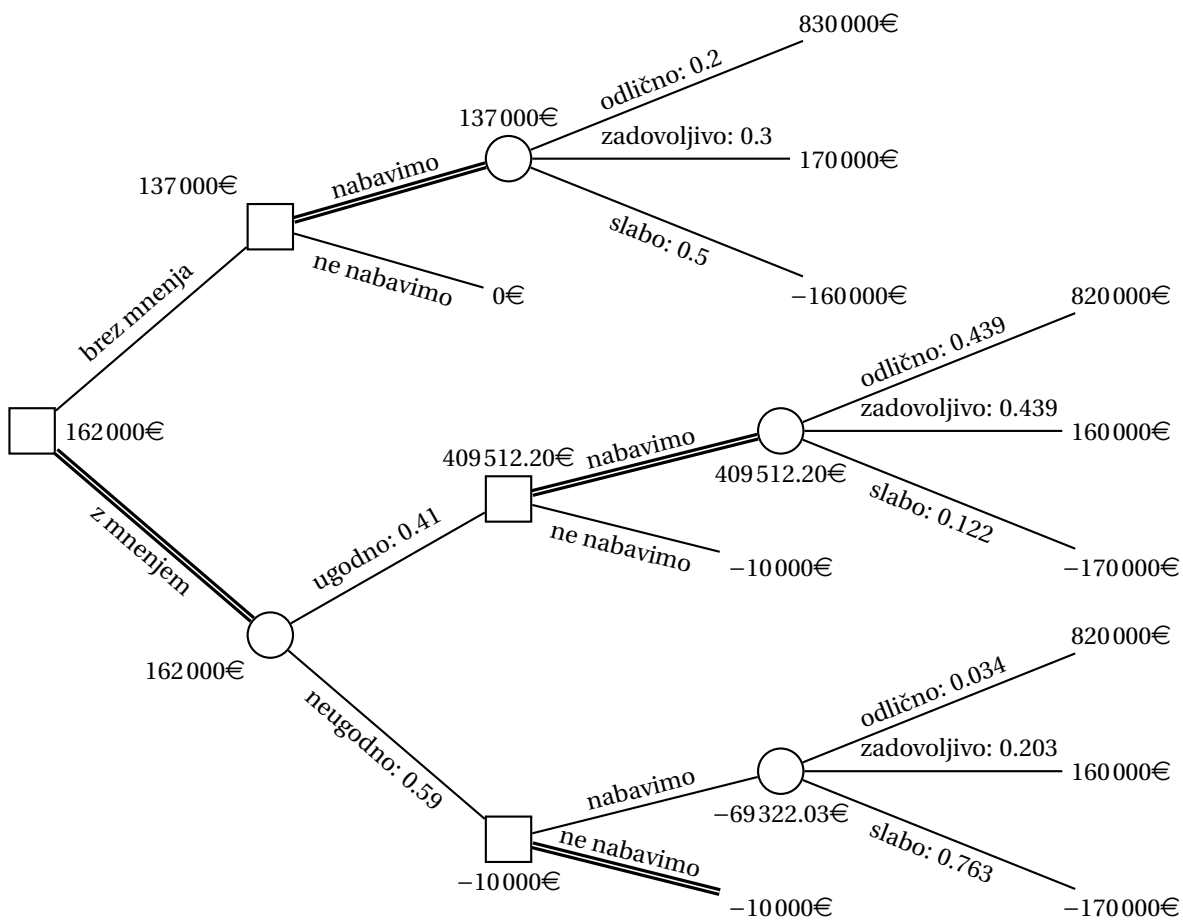 830 000€
odlično: 0.2
137 000€
zadovoljivo: 0.3
nabavimo
170 000€
137 000€
slabo: 0.5
ne nabavimo
0€
−160 000€
brez mnenja
820 000€
odlično: 0.439
zadovoljivo: 0.439
162 000€
nabavimo
160 000€
409 512.20€
409 512.20€
slabo: 0.122
z mnenjem
ugodno: 0.41
ne nabavimo
−10 000€
−170 000€
162 000€
820 000€
odlično: 0.034
neugodno: 0.59
zadovoljivo: 0.203
nabavimo
160 000€
−69 322.03€
ne nabavimo
slabo: 0.763
−10 000€
−10 000€
−170 000€